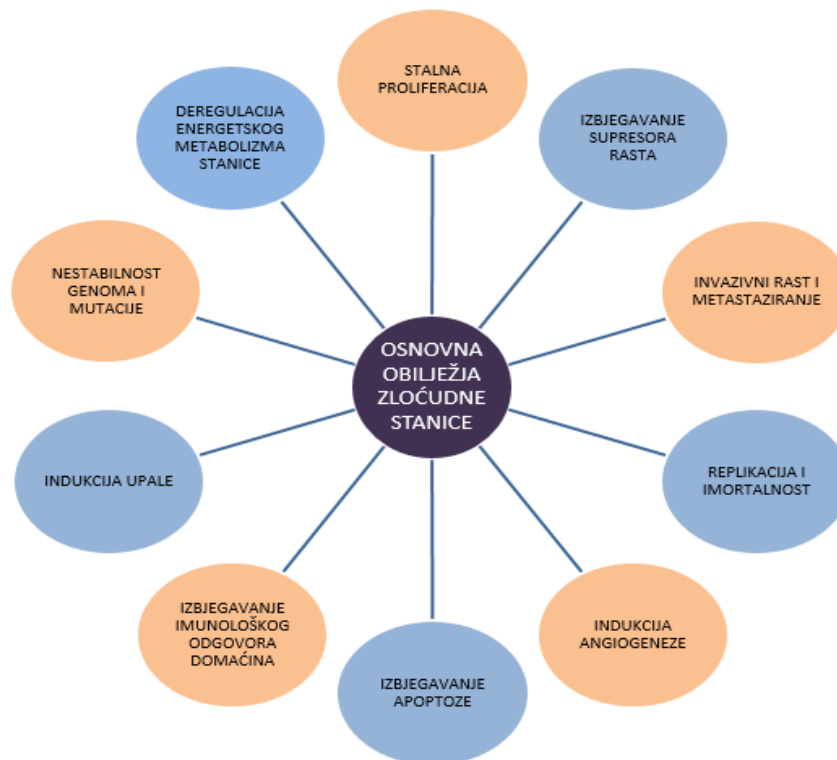 STALNA
PROLIFERACIJA
IZBJEGAVANJE
SUPRESORA
RASTA
INVAZIVNI RAST I
METASTAZIRANJE
REPLIKACIJA I
IMORTALNOST
INDUKCIJA
ANGIOGENEZE
IZBJEGAVANJE
APOPTOZE
IZBJEGAVANJE
IMUNOLOŠKOG
ODGOVORA
DOMAĆINA
INDUKCIJA UPALE
NESTABILNOST
GENOMA I
MUTACIJE
DEREGULACIJA
ENERGETSKOG
METABOLIZMA
STANICE
OSNOVNA
OBILJEŽJA
ZLOĆUDNE
STANICE